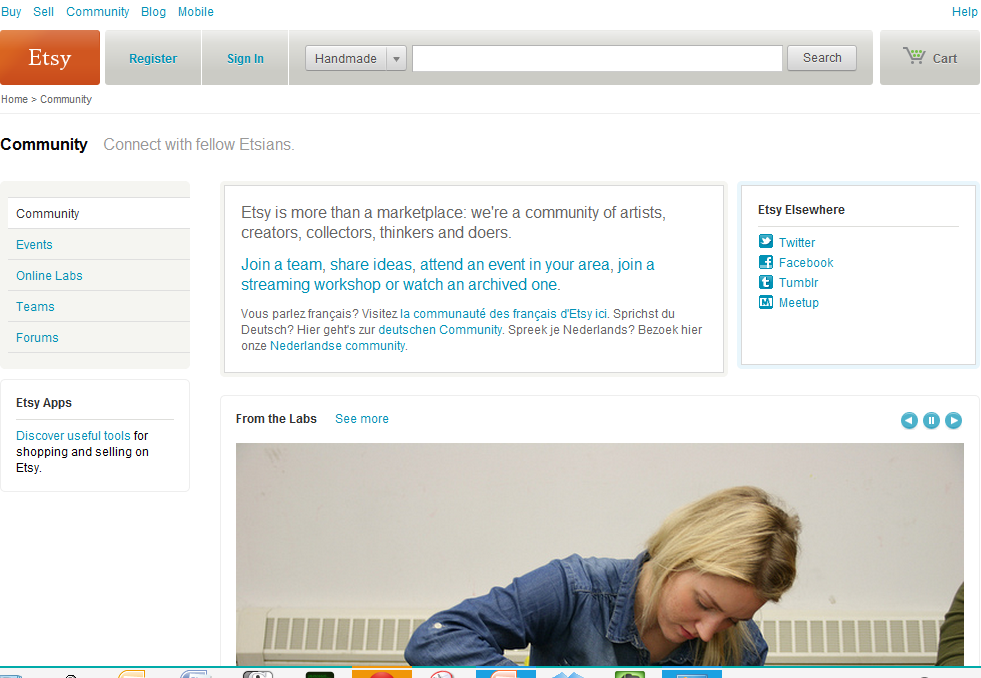 Buy Sell Community Blog Mobile Help
Etsy Register Sign In Handmade Search Cart
Home > Community
Community Connect with fellow Etsians.
Community
Events
Online Labs
Teams
Forums
Etsy Apps
Discover useful tools for
shopping and selling on
Etsy.
Etsy is more than a marketplace: we're a community of artists,
creators, collectors, thinkers and doers.
Join a team, share ideas, attend an event in your area, join a
streaming workshop or watch an archived one.
Vous parlez français? Visitez la communauté des français d'Etsy ici. Sprichst du
Deutsch? Hier geht's zur deutschen Community. Spreek je Nederlands? Bezoek hier
onze Nederlandse community.
Etsy Elsewhere
Twitter
Facebook
Tumblr
Meetup
From the Labs See more